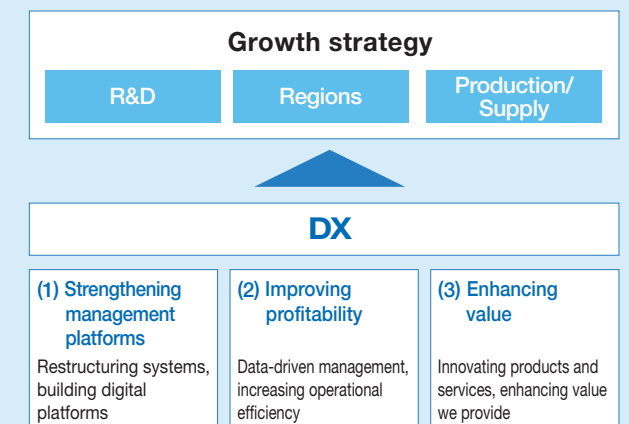 Growth strategy
R&D
Regions
Production/
Supply
DX
(1) Strengthening
management
platforms
Restructuring systems,
building digital
platforms
(2) Improving
profitability
Data-driven management,
increasing operational
efficiency
(3) Enhancing
value
Innovating products and
services, enhancing value
we provide